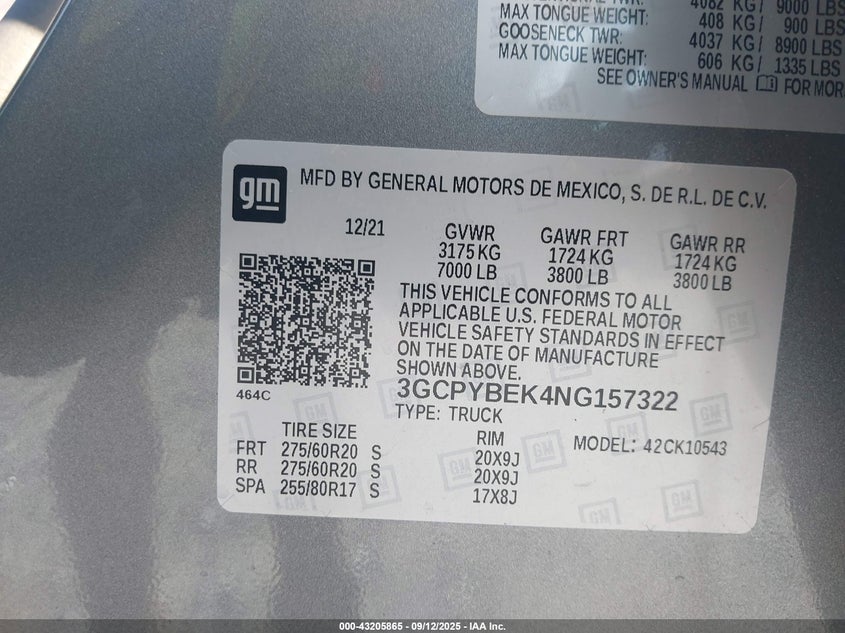 4082 KG/ 9000 LBS
MAX TONGUE WEIGHT: 408 KG/ 900 LBS
GOOSENECK TWR: 4037 KG/ 8900 LBS
MAX TONGUE WEIGHT: 606 KG/ 1335 LBS
SEE OWNER'S MANUAL FOR MOR
gm
MFD BY GENERAL MOTORS DE MEXICO, S. DE R.L. DE C.V.
12/21 GVWR GAWR FRT GAWR RR
3175 KG 1724 KG 1724 KG
7000 LB 3800 LB 3800 LB
THIS VEHICLE CONFORMS TO ALL
APPLICABLE U.S. FEDERAL MOTOR
VEHICLE SAFETY STANDARDS IN EFFECT
ON THE DATE OF MANUFACTURE
SHOWN ABOVE.
464C
3GCPYBEK4NG157322
TYPE: TRUCK
TIRE SIZE RIM MODEL: 42CK10543
FRT 275/60R20 S 20X9J
RR 275/60R20 S 20X9J
SPA 255/80R17 S 17X8J
000-43205865 - 09/12/2025 - IAA Inc.